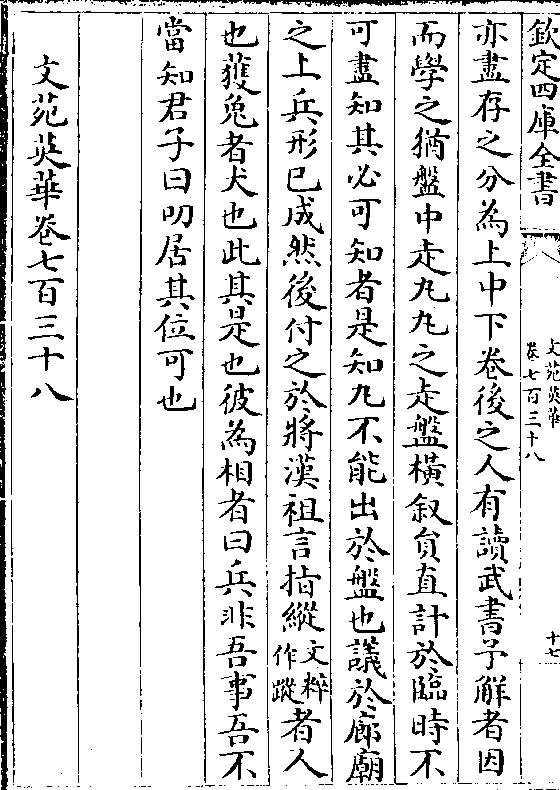 欽定四庫全書
文苑英華
卷七百三十八
十七
亦盡存之分為上中下卷後之人有讀武書予解者因
而學之猶盤中走丸丸之走盤橫叙貟直計於臨時不
可盡知其必可知者是知丸不能出於盤也議於廊廟
之上兵形已成然後付之於將漢祖言指縱文粹作蹤者人
也獲兔者犬也此其是也彼為相者曰兵非吾事吾不
當知君子曰叨居其位可也
文苑英華卷七百三十八